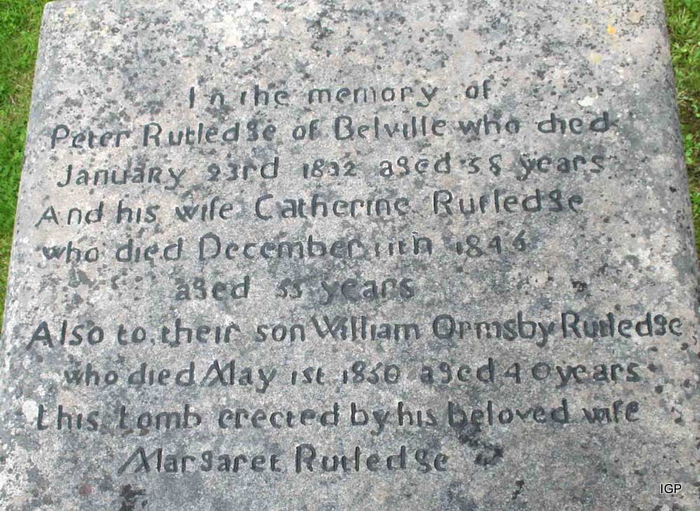 In the memory of
Peter Rutledge of Belville who died
January 23rd 1832 aged 58 years
And his wife Catherine Rutledge
who died December 11th 1846
aged 55 years
Also to their son William Ormsby Rutledge
who died May 1st 1850 aged 40 years
this tomb erected by his beloved wife
Margaret Rutledge
IGP